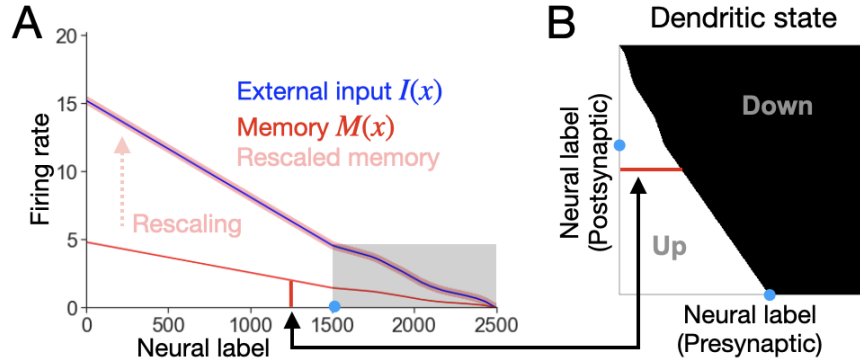 A
Firing rate
20
15
10
5
0
External input I(x)
Memory M(x)
Rescaled memory
Rescaling
0
500
1000
1500
2000
2500
Neural label
B
Dendritic state
Neural label
(Postsynaptic)
Down
Up
Neural label
(Presynaptic)